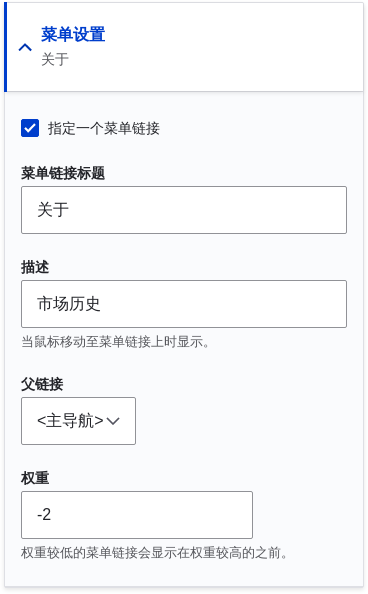 菜单设置
关于
指定一个菜单链接
菜单链接标题
关于
描述
市场历史
当鼠标移动至菜单链接上时显示。
父链接
<主导航>
权重
-2
权重较低的菜单链接会显示在权重较高的之前。